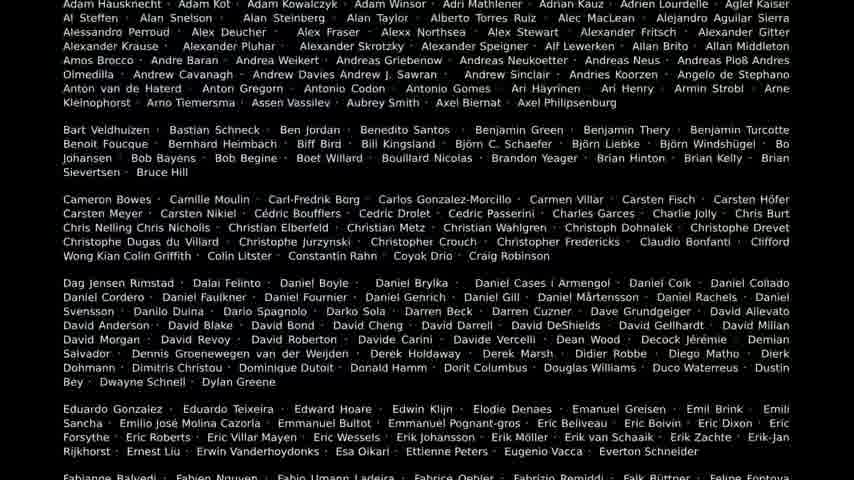 Adam Hausknecht · Adam Kot · Adam Kowalczyk · Adam Winsor · Adri Mathlener · Adrian Kauz · Adrien Lourdelle · Aglef Kaiser
Al Steffen · Alan Snelson · Alan Steinberg · Alan Taylor · Alberto Torres Ruiz · Alec MacLean · Alejandro Aguilar Sierra
Alessandro Perroud · Alex Deucher · Alex Fraser · Alexx Northsea · Alex Stewart · Alexander Fritsch · Alexander Gitter
Alexander Krause · Alexander Pluhar · Alexander Skrotzky · Alexander Speigner · Alf Lewerken · Allan Brito · Allan Middleton
Amos Brocco · Andre Baran · Andrea Weikert · Andreas Griebenow · Andreas Neukoetter · Andreas Neus · Andreas Ploß Andres
Olmedilla · Andrew Cavanagh · Andrew Davies Andrew J. Sawran · Andrew Sinclair · Andries Koorzen · Angelo de Stephano
Anton van de Haterd · Anton Gregorn · Antonio Codon · Antonio Gomes · Ari Häyrinen · Ari Henry · Armin Strobl · Arne
Kleinophorst · Arno Tiemersma · Assen Vassilev · Aubrey Smith · Axel Biernat · Axel Philipsenburg
Bart Veldhuizen · Bastian Schneck · Ben Jordan · Benedito Santos · Benjamin Green · Benjamin Thery · Benjamin Turcotte
Benoit Foucque · Bernhard Heimbach · Biff Bird · Bill Kingsland · Björn C. Schaefer · Björn Liebke · Björn Windshügel · Bo
Johansen · Bob Bayens · Bob Begine · Boet Willard · Bouillard Nicolas · Brandon Yeager · Brian Hinton · Brian Kelly · Brian
Sievertsen · Bruce Hill
Cameron Bowes · Camille Moulin · Carl-Fredrik Borg · Carlos Gonzalez-Morcillo · Carmen Villar · Carsten Fisch · Carsten Höfer
Carsten Meyer · Carsten Nikiel · Cédric Boufflers · Cedric Drolet · Cedric Passerini · Charles Garces · Charlie Jolly · Chris Burt
Chris Nelling Chris Nicholls · Christian Elberfeld · Christian Metz · Christian Wahlgren · Christoph Dohnalek · Christophe Drevet
Christophe Dugas du Villard · Christophe Jurzynski · Christopher Crouch · Christopher Fredericks · Claudio Bonfanti · Clifford
Wong Kian Colin Griffith · Colin Litster · Constantin Rahn · Coyok Drio · Craig Robinson
Dag Jensen Rimstad · Dalai Felinto · Daniel Boyle · Daniel Brylka · Daniel Cases i Armengol · Daniel Coik · Daniel Collado
Daniel Cordero · Daniel Faulkner · Daniel Fournier · Daniel Genrich · Daniel Gill · Daniel Mårtensson · Daniel Rachels · Daniel
Svensson · Danilo Duina · Dario Spagnolo · Darko Sola · Darren Beck · Darren Cuzner · Dave Grundgeiger · David Allevato
David Anderson · David Blake · David Bond · David Cheng · David Darrell · David DeShields · David Gellhardt · David Millan
David Morgan · David Revoy · David Roberton · Davide Carini · Davide Vercelli · Dean Wood · Decock Jérémie · Demian
Salvador · Dennis Groenewegen van der Weijden · Derek Holdaway · Derek Marsh · Didier Robbe · Diego Matho · Dierk
Dohmann · Dimitris Christou · Dominique Dutoit · Donald Hamm · Dorit Columbus · Douglas Williams · Duco Waterreus · Dustin
Bey · Dwayne Schnell · Dylan Greene
Eduardo Gonzalez · Eduardo Teixeira · Edward Hoare · Edwin Klijn · Elodie Denaes · Emanuel Greisen · Emil Brink · Emili
Sancha · Emilio José Molina Cazorla · Emmanuel Bultot · Emmanuel Pognant-gros · Eric Beliveau · Eric Boivin · Eric Dixon · Eric
Forsythe · Eric Roberts · Eric Villar Mayen · Eric Wessels · Erik Johansson · Erik Möller · Erik van Schaaik · Erik Zachte · Erik-Jan
Rijkhorst · Ernest Liu · Erwin Vanderhoydonks · Esa Oikari · Ettienne Peters · Eugenio Vacca · Everton Schneider
Fabiange Balvedi · Fabien Nguyen · Fabio Umann Ladeira · Fabrice Oehler · Fabrizio Remiddi · Falk Büttner · Felipe Fontova